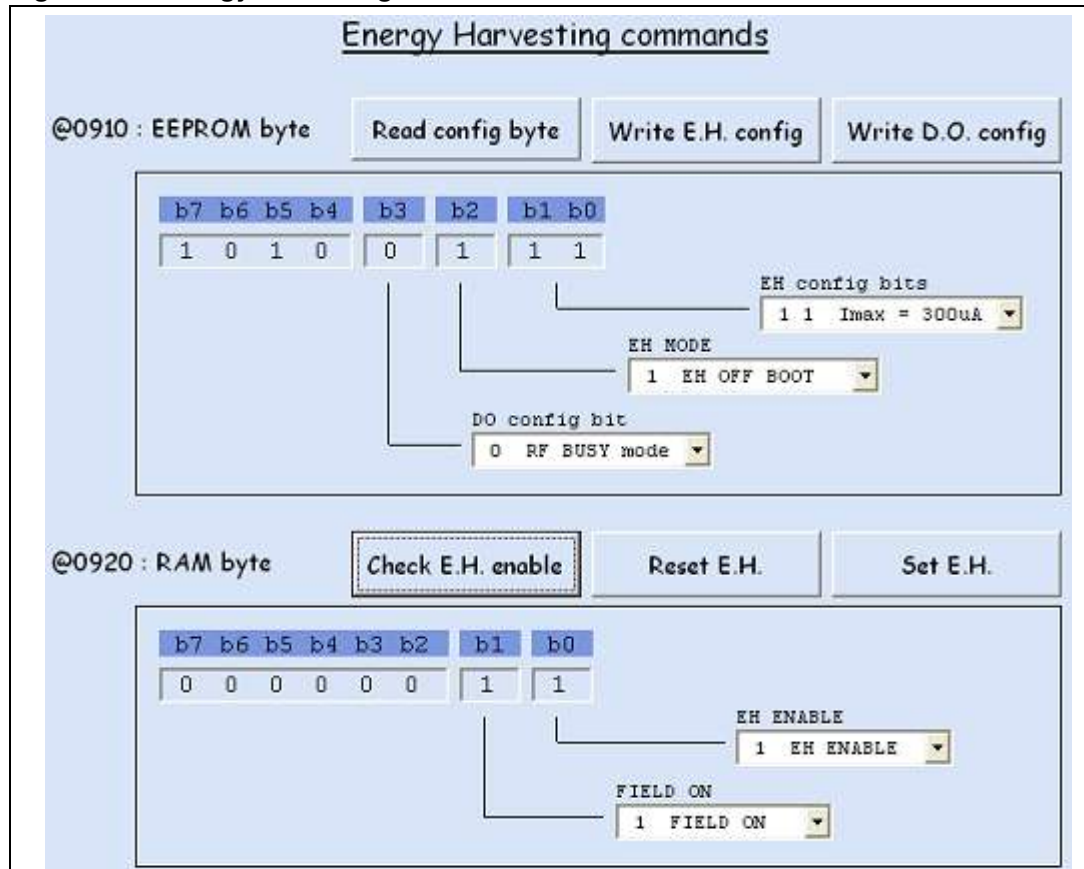 Energy Harvesting commands
@0910 : EEPROM byte Read config byte Write E.H. config Write D.O. config
b7 b6 b5 b4 b3 b2 b1 b0
1 0 1 0 0 1 1 1
EH config bits
1 1 Imax = 300uA
EH MODE
1 EH OFF BOOT
DO config bit
0 RF BUSY mode
@0920 : RAM byte Check E.H. enable Reset E.H. Set E.H.
b7 b6 b5 b4 b3 b2 b1 b0
0 0 0 0 0 0 1 1
EH ENABLE
1 EH ENABLE
FIELD ON
1 FIELD ON